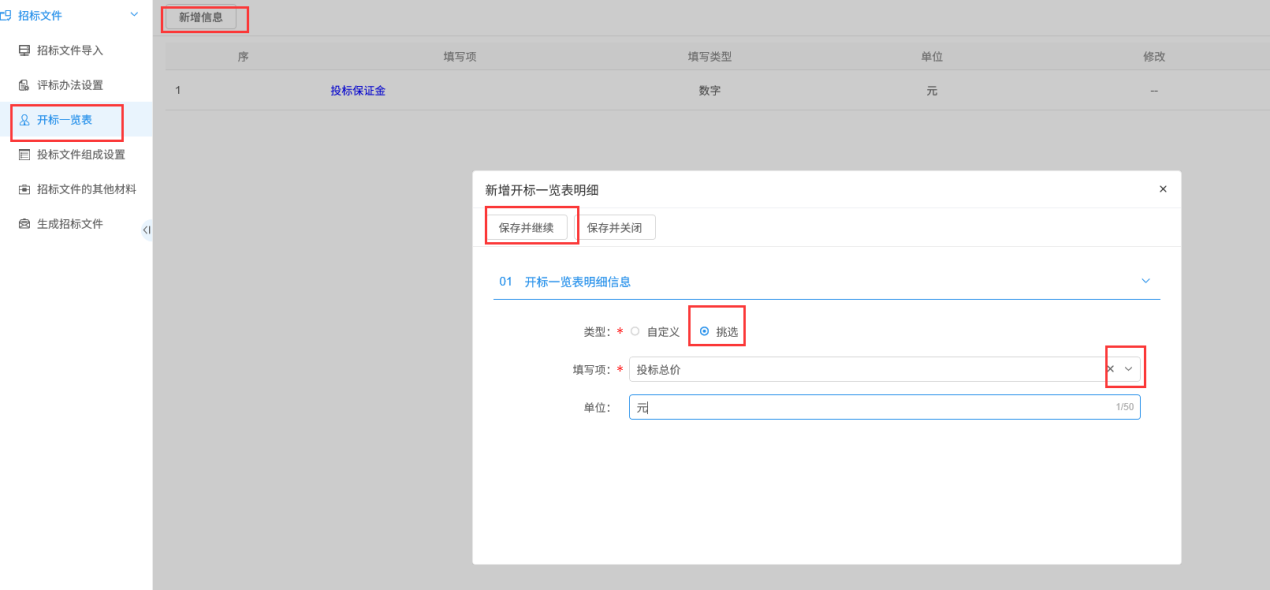 招标文件
招标文件导入
评标办法设置
开标一览表
投标文件组成设置
招标文件的其他材料
生成招标文件
新增信息
序 填写项 填写类型 单位 修改
1 投标保证金 数字 元 --
新增开标一览表明细
保存并继续 保存并关闭
01 开标一览表明细信息
类型: * 自定义 挑选
填写项: * 投标总价
单位: 元 1/50